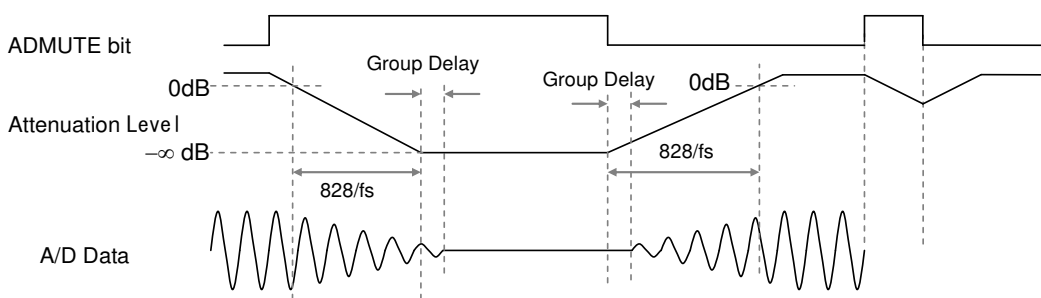 ADMUTE bit
Group Delay
Group Delay
0dB
0dB
Attenuation Level
−∞ dB
828/fs
828/fs
A/D Data